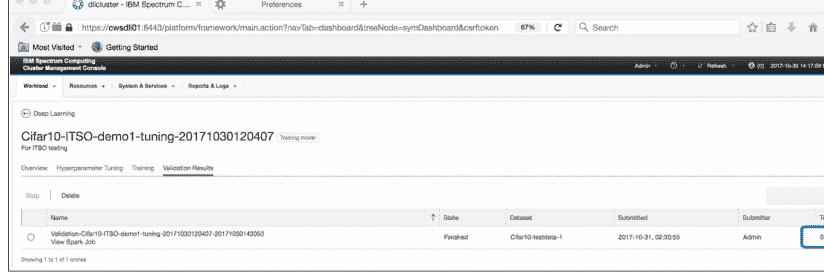 dlicluster - IBM Spectrum C... × Preferences × +
https://cwsdli01:8443/platform/framework/main.action?navTab=dashboard&treeNode=symDashboard&csrftoken 67% Search
Most Visited Getting Started
IBM Spectrum Computing
Cluster Management Console
Admin Refresh (0) 2017-10-30 14:17:59
Workload Resources System & Services Reports & Logs
Deep Learning
Cifar10-ITSO-demo1-tuning-20171030120407 Training model
For ITSO testing
Overview Hyperparameter Tuning Training Validation Results
Stop Delete
Name State Dataset Submitted Submitter
Validation-Cifar10-ITSO-demo1-tuning-20171030120407-20171030143050 Finished Cifar10-testdata-1 2017-10-31, 02:30:55 Admin 0
View Spark Job
Showing 1 to 1 of 1 entries